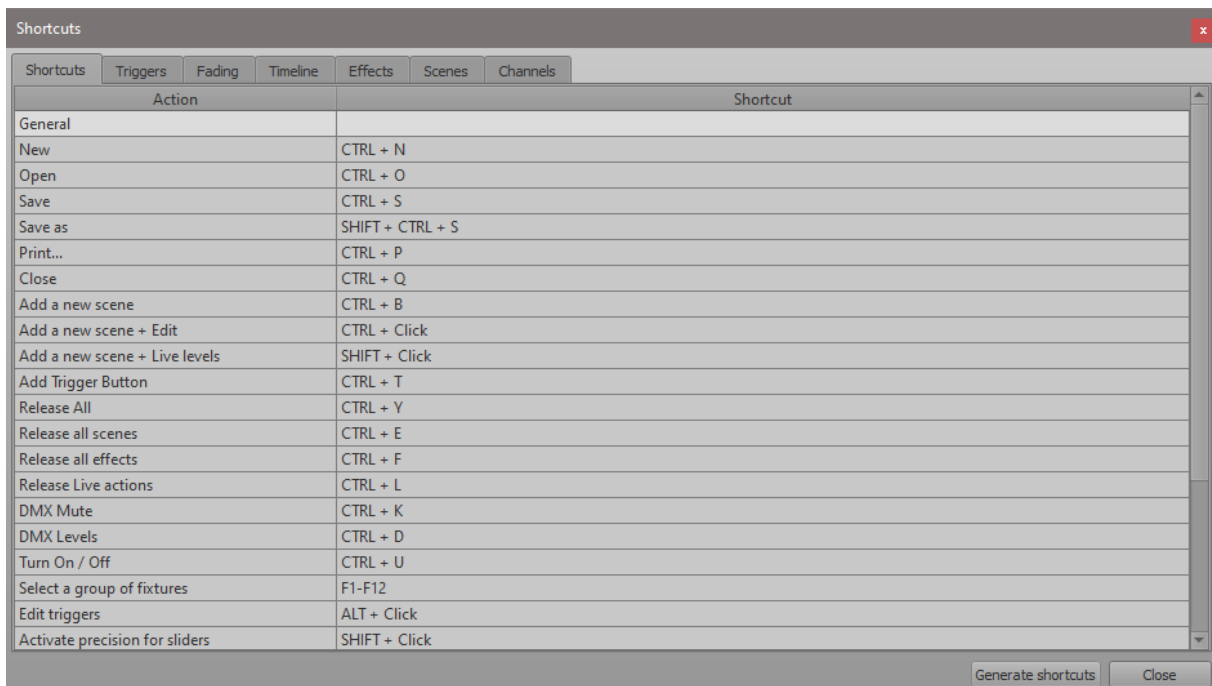 Shortcuts
x
Shortcuts Triggers Fading Timeline Effects Scenes Channels
Action Shortcut
General
New CTRL + N
Open CTRL + O
Save CTRL + S
Save as SHIFT + CTRL + S
Print... CTRL + P
Close CTRL + Q
Add a new scene CTRL + B
Add a new scene + Edit CTRL + Click
Add a new scene + Live levels SHIFT + Click
Add Trigger Button CTRL + T
Release All CTRL + Y
Release all scenes CTRL + E
Release all effects CTRL + F
Release Live actions CTRL + L
DMX Mute CTRL + K
DMX Levels CTRL + D
Turn On / Off CTRL + U
Select a group of fixtures F1-F12
Edit triggers ALT + Click
Activate precision for sliders SHIFT + Click
Generate shortcuts Close